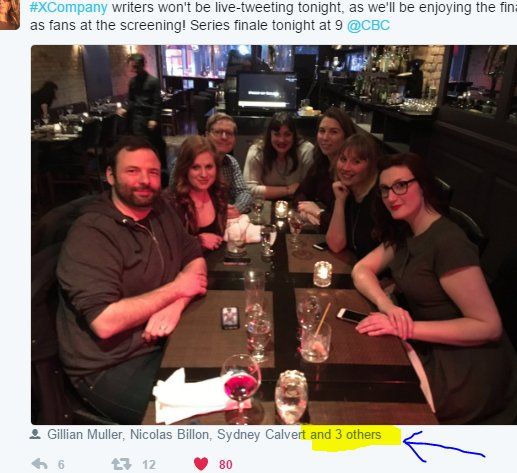 #XCompany writers won't be live-tweeting tonight, as we'll be enjoying the fina
as fans at the screening! Series finale tonight at 9 @CBC
Gillian Muller, Nicolas Billon, Sydney Calvert and 3 others
6 12 80